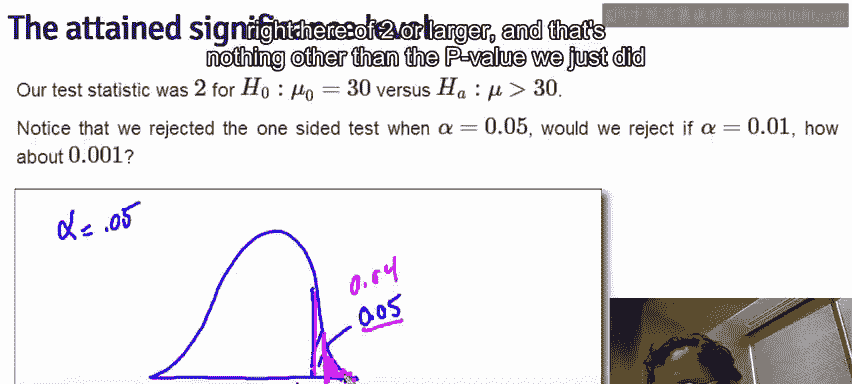 The attained significance level
right here of 2 or larger, and that's
nothing other than the P-value we just did
Our test statistic was 2 for H₀ : μ₀ = 30 versus Hₐ : μ > 30.
Notice that we rejected the one sided test when α = 0.05, would we reject if α = 0.01, how
about 0.001?
α = .05
0.04
0.05